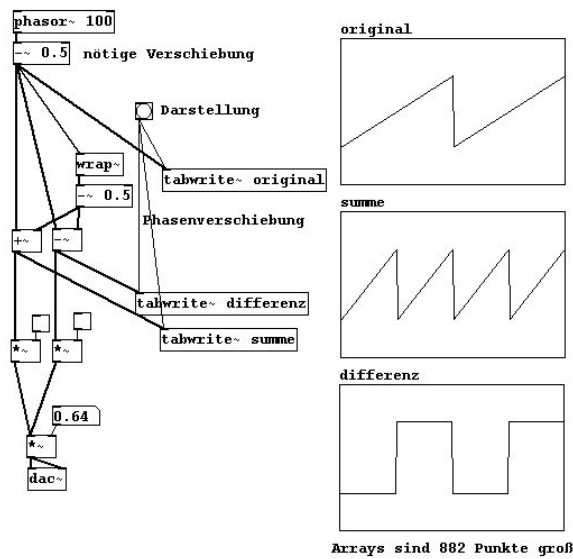 phasor~ 100
-~ 0.5
nötige Verschiebung
Darstellung
wrap~
tabwrite~ original
-~ 0.5
Phasenverschiebung
+~
-~
tabwrite~ differenz
tabwrite~ summe
*~
*~
0.64
*~
dac~
original
summe
differenz
Arrays sind 882 Punkte groß